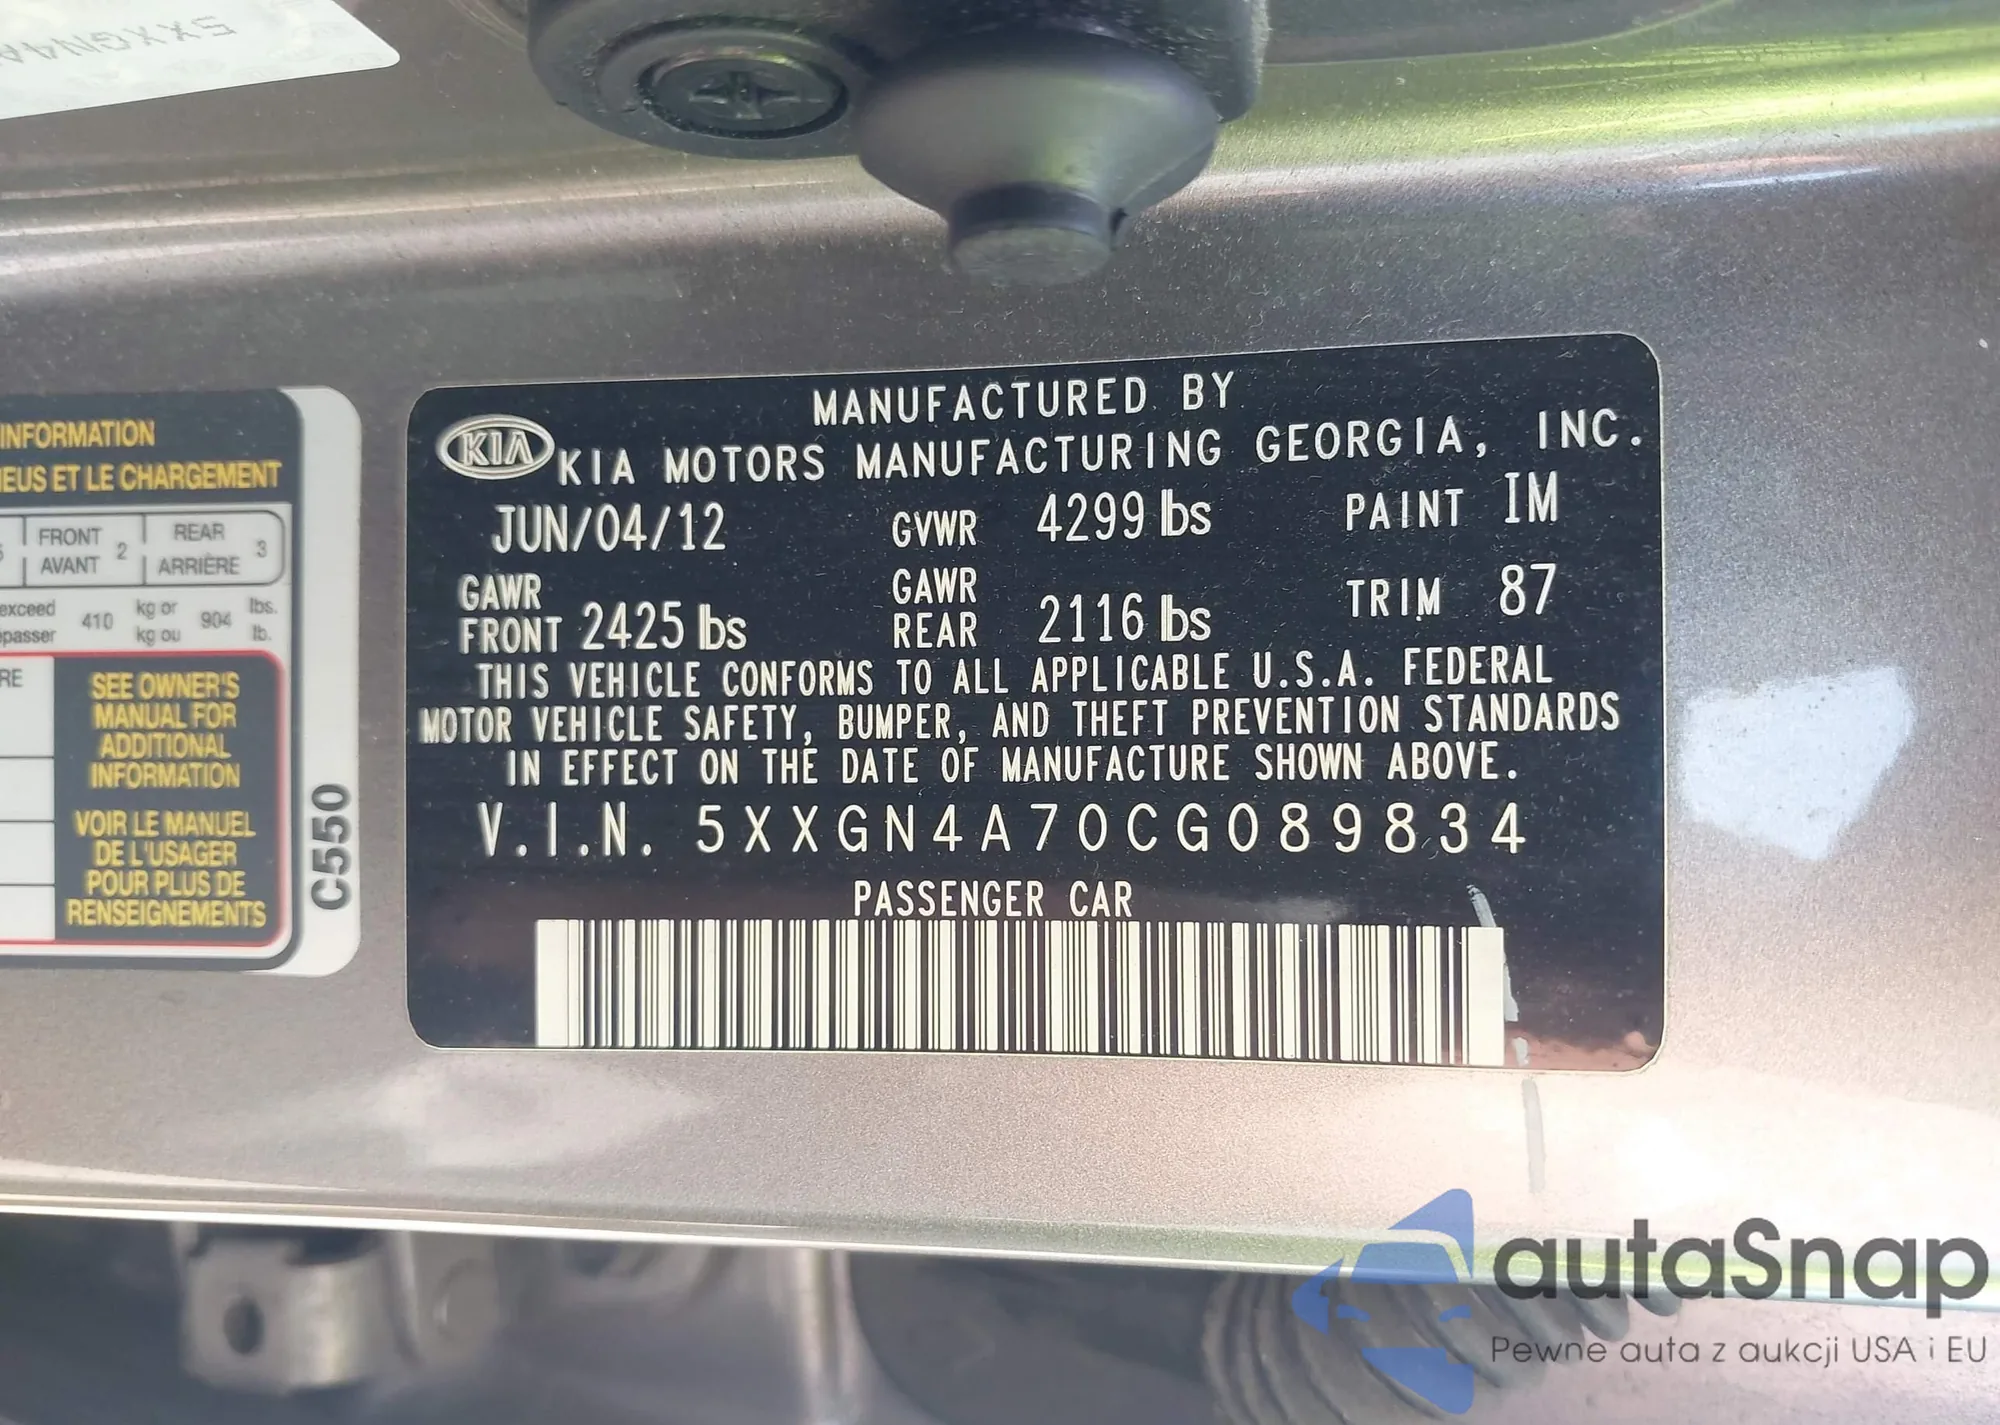 5XXGN4A
INFORMATION
NEUS ET LE CHARGEMENT
FRONT
AVANT 2
REAR
ARRIÈRE 3
exceed
410 kg or 904 lbs.
kg ou lb.
SEE OWNER'S
MANUAL FOR
ADDITIONAL
INFORMATION
VOIR LE MANUEL
DE L'USAGER
POUR PLUS DE
RENSEIGNEMENTS
C550
MANUFACTURED BY
KIA KIA MOTORS MANUFACTURING GEORGIA, INC.
JUN/04/12 GVWR 4299 lbs PAINT IM
GAWR FRONT 2425 lbs GAWR REAR 2116 lbs TRIM 87
THIS VEHICLE CONFORMS TO ALL APPLICABLE U.S.A. FEDERAL
MOTOR VEHICLE SAFETY, BUMPER, AND THEFT PREVENTION STANDARDS
IN EFFECT ON THE DATE OF MANUFACTURE SHOWN ABOVE.
V.I.N. 5XXGN4A70CG089834
PASSENGER CAR
autaSnap
Pewne auta z aukcji USA i EU